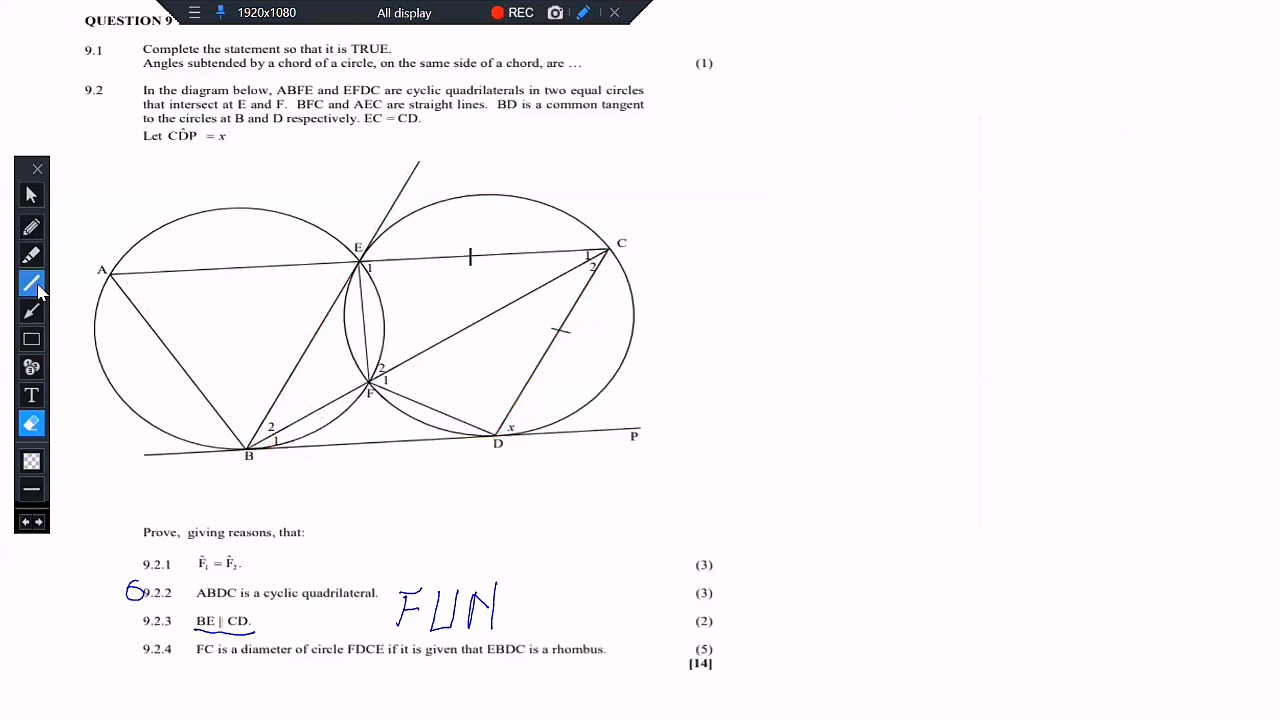 1920x1080 All display REC
QUESTION 9
9.1 Complete the statement so that it is TRUE.
Angles subtended by a chord of a circle, on the same side of a chord, are … (1)
9.2 In the diagram below, ABFE and EFDC are cyclic quadrilaterals in two equal circles
that intersect at E and F. BFC and AEC are straight lines. BD is a common tangent
to the circles at B and D respectively. EC = CD.
Let CD̂P = x
E
C
1
1
2
A
2
1
F
2
1
x
P
D
B
Prove, giving reasons, that:
9.2.1 F̂₁ = F̂₂. (3)
6 9.2.2 ABDC is a cyclic quadrilateral. (3)
FUN
9.2.3 BE || CD. (2)
9.2.4 FC is a diameter of circle FDCE if it is given that EBDC is a rhombus. (5)
[14]
T